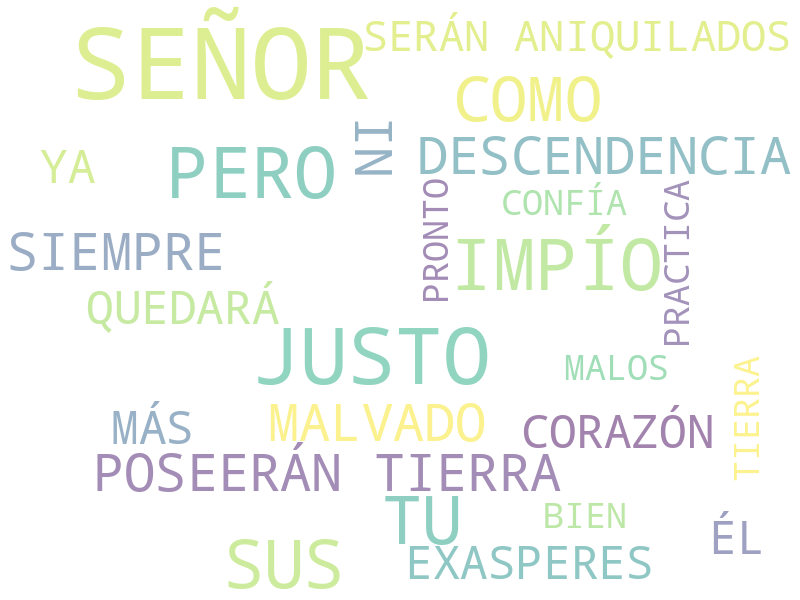 SEÑOR
SERÁN ANIQUILADOS
COMO
NI
PERO
YA
DESCENDENCIA
CONFÍA
PRONTO
PRACTICA
SIEMPRE
IMPÍO
QUEDARÁ
JUSTO
MALOS
TIERRA
MÁS
MALVADO
CORAZÓN
POSEERÁN TIERRA
TU
BIEN
ÉL
SUS
EXASPERES